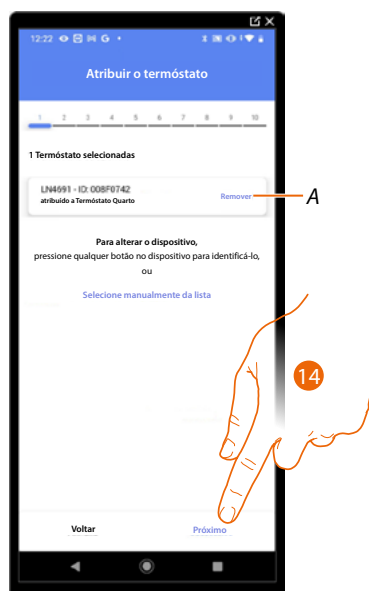 12:22
Atribuir o termóstato
1 2 3 4 5 6 7 8 9 10
1 Termóstato selecionadas
LN4691 - ID: 008F0742
atribuído a Termóstato Quarto
Remover
A
Para alterar o dispositivo,
pressione qualquer botão no dispositivo para identificá-lo,
ou
Selecione manualmente da lista
14
Voltar
Próximo